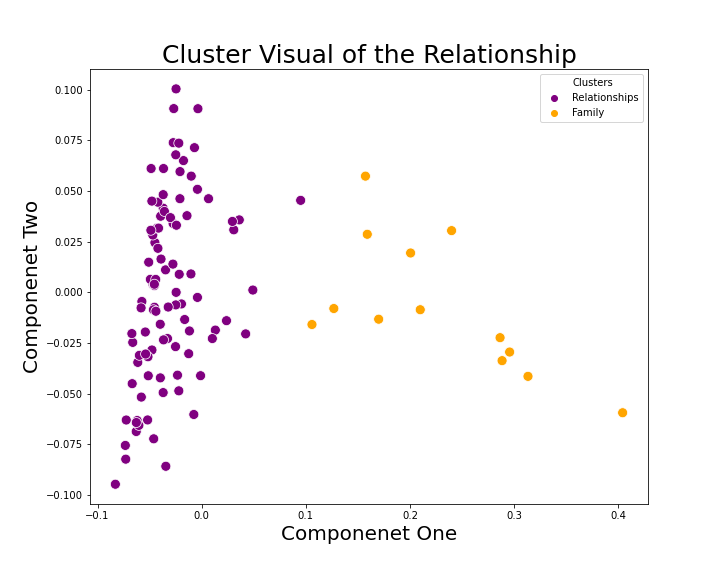 Cluster Visual of the Relationship
Clusters
Relationships
Family
Componenet Two
0.100
0.075
0.050
0.025
0.000
−0.025
−0.050
−0.075
−0.100
−0.1
0.0
0.1
0.2
0.3
0.4
Componenet One